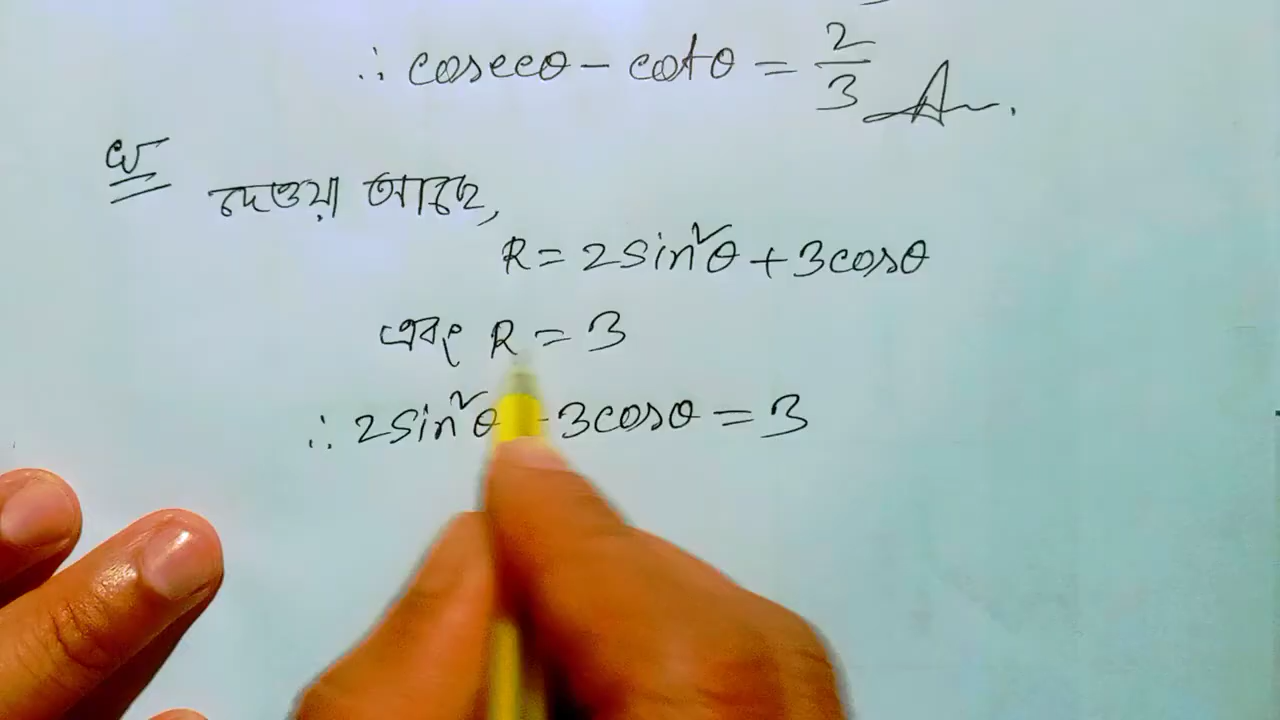 ∴ cosecθ - cotθ = 2/3 Ans.
দেওয়া আছে,
R = 2sin²θ + 3cosθ
এবং R = 3
∴ 2sin²θ 3cosθ = 3